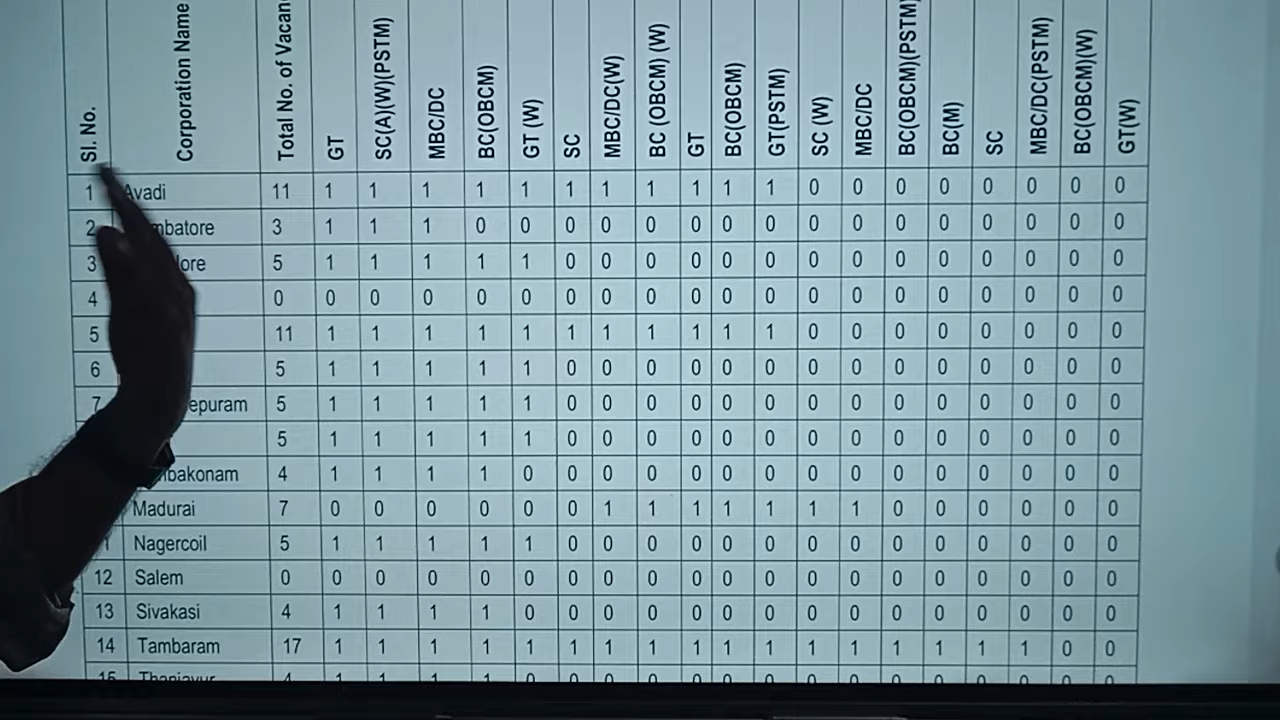 Sl. No. Corporation Name Total No. of Vacan GT SC(A)(W)(PSTM) MBC/DC BC(OBCM) GT (W) SC MBC/DC(W) BC (OBCM) (W) GT BC(OBCM) GT(PSTM) SC (W) MBC/DC BC(OBCM)(PSTM) BC(M) SC MBC/DC(PSTM) BC(OBCM)(W) GT(W)
1 Avadi 11 1 1 1 1 1 1 1 1 1 1 1 0 0 0 0 0 0 0 0
2 mbatore 3 1 1 1 0 0 0 0 0 0 0 0 0 0 0 0 0 0 0 0
3 lore 5 1 1 1 1 1 0 0 0 0 0 0 0 0 0 0 0 0 0 0
4 0 0 0 0 0 0 0 0 0 0 0 0 0 0 0 0 0 0 0 0
5 11 1 1 1 1 1 1 1 1 1 1 1 0 0 0 0 0 0 0 0
6 5 1 1 1 1 1 0 0 0 0 0 0 0 0 0 0 0 0 0 0
7 epuram 5 1 1 1 1 1 0 0 0 0 0 0 0 0 0 0 0 0 0 0
5 1 1 1 1 1 0 0 0 0 0 0 0 0 0 0 0 0 0 0
bakonam 4 1 1 1 1 0 0 0 0 0 0 0 0 0 0 0 0 0 0 0
Madurai 7 0 0 0 0 0 0 1 1 1 1 1 1 1 0 0 0 0 0 0
Nagercoil 5 1 1 1 1 1 0 0 0 0 0 0 0 0 0 0 0 0 0 0
12 Salem 0 0 0 0 0 0 0 0 0 0 0 0 0 0 0 0 0 0 0 0
13 Sivakasi 4 1 1 1 1 0 0 0 0 0 0 0 0 0 0 0 0 0 0 0
14 Tambaram 17 1 1 1 1 1 1 1 1 1 1 1 1 1 1 1 1 1 0 0
15 Thanjavur 4 1 1 1 1 0 0 0 0 0 0 0 0 0 0 0 0 0 0 0